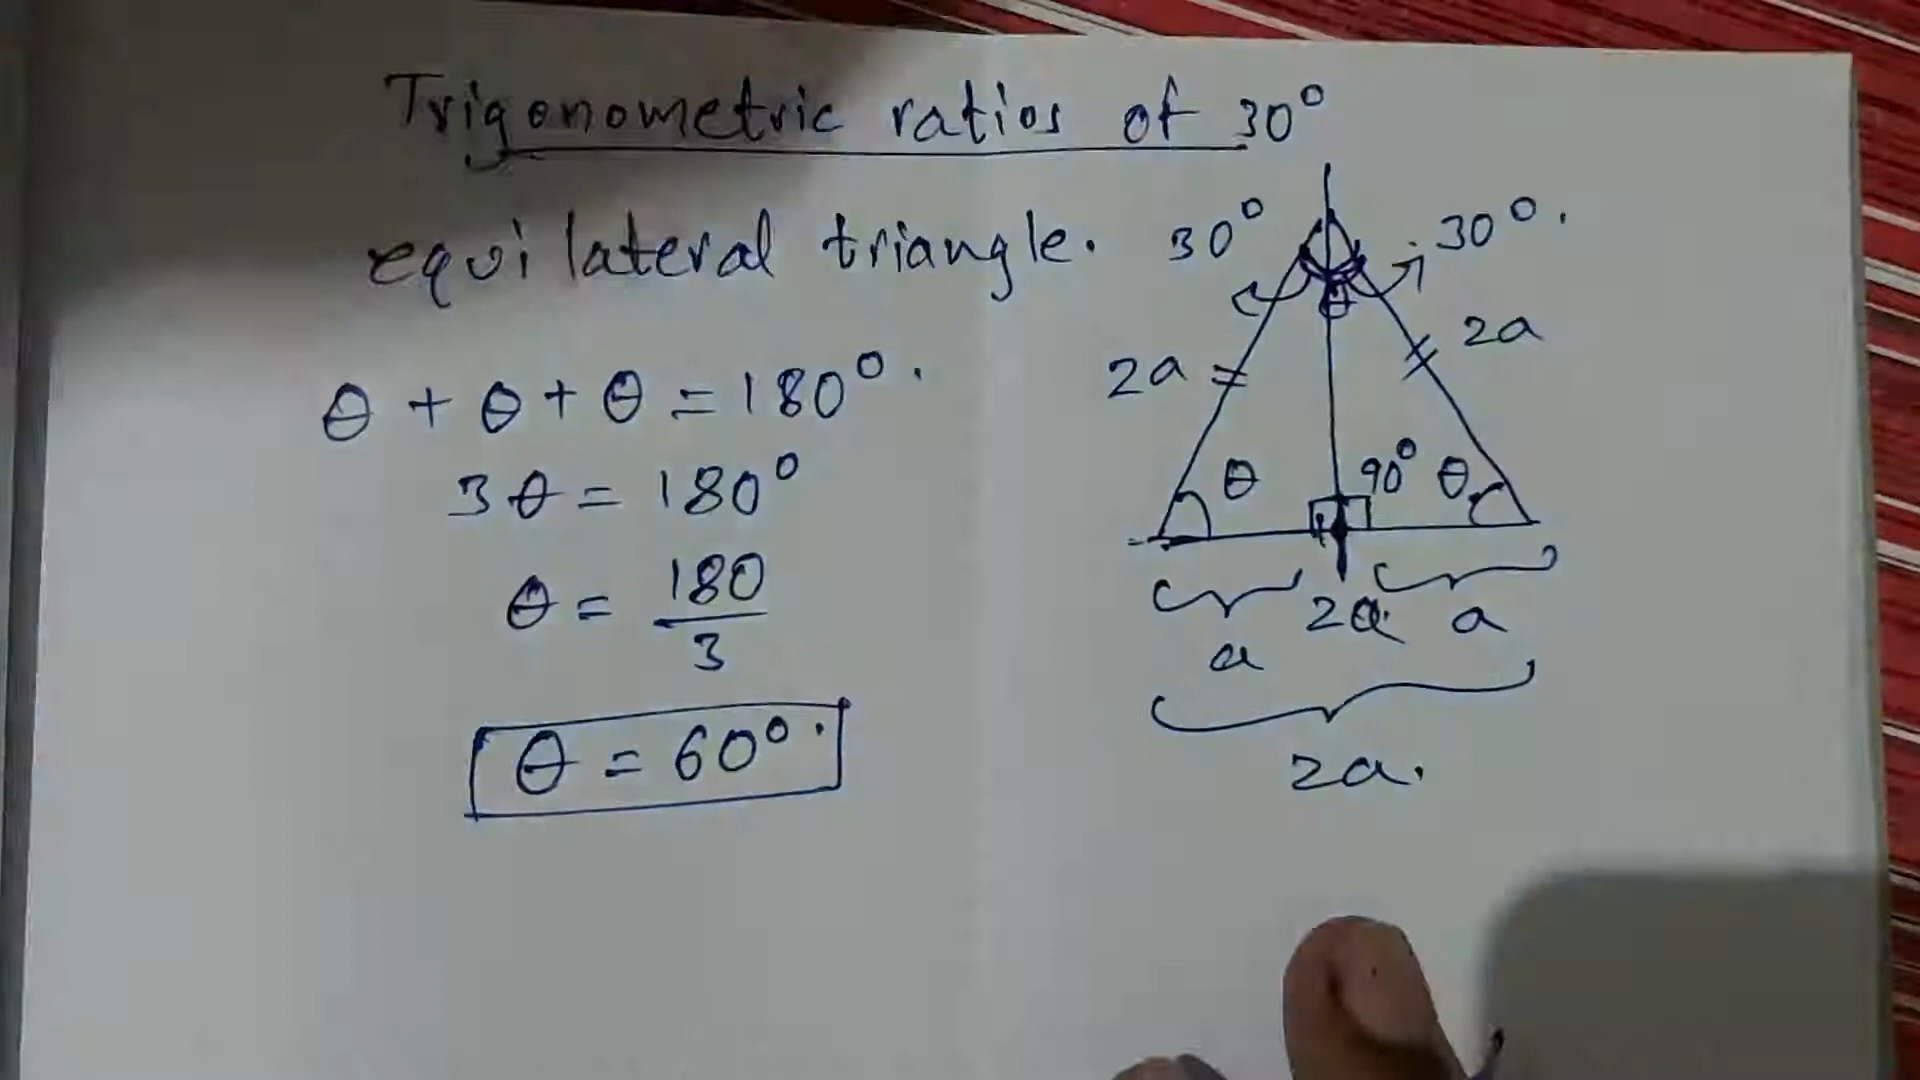 Trigonometric ratios of 30°
equilateral triangle.
30°
30°.
θ
2a
2a
θ + θ + θ = 180°.
3θ = 180°
θ = 180/3
θ = 60°.
θ
90°
θ
a
2a
a
2a.